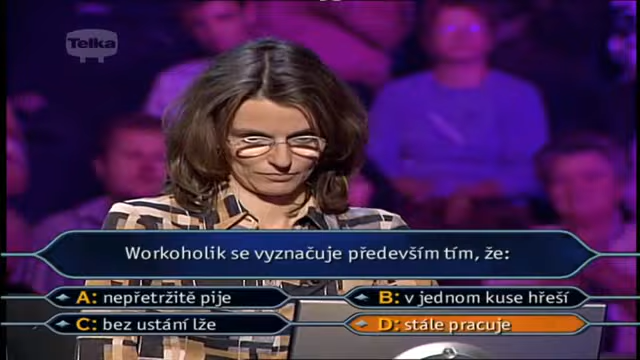 Telka
Workoholik se vyznačuje především tím, že:
A: nepřetržitě pije
B: v jednom kuse hřeší
C: bez ustání lže
D: stále pracuje